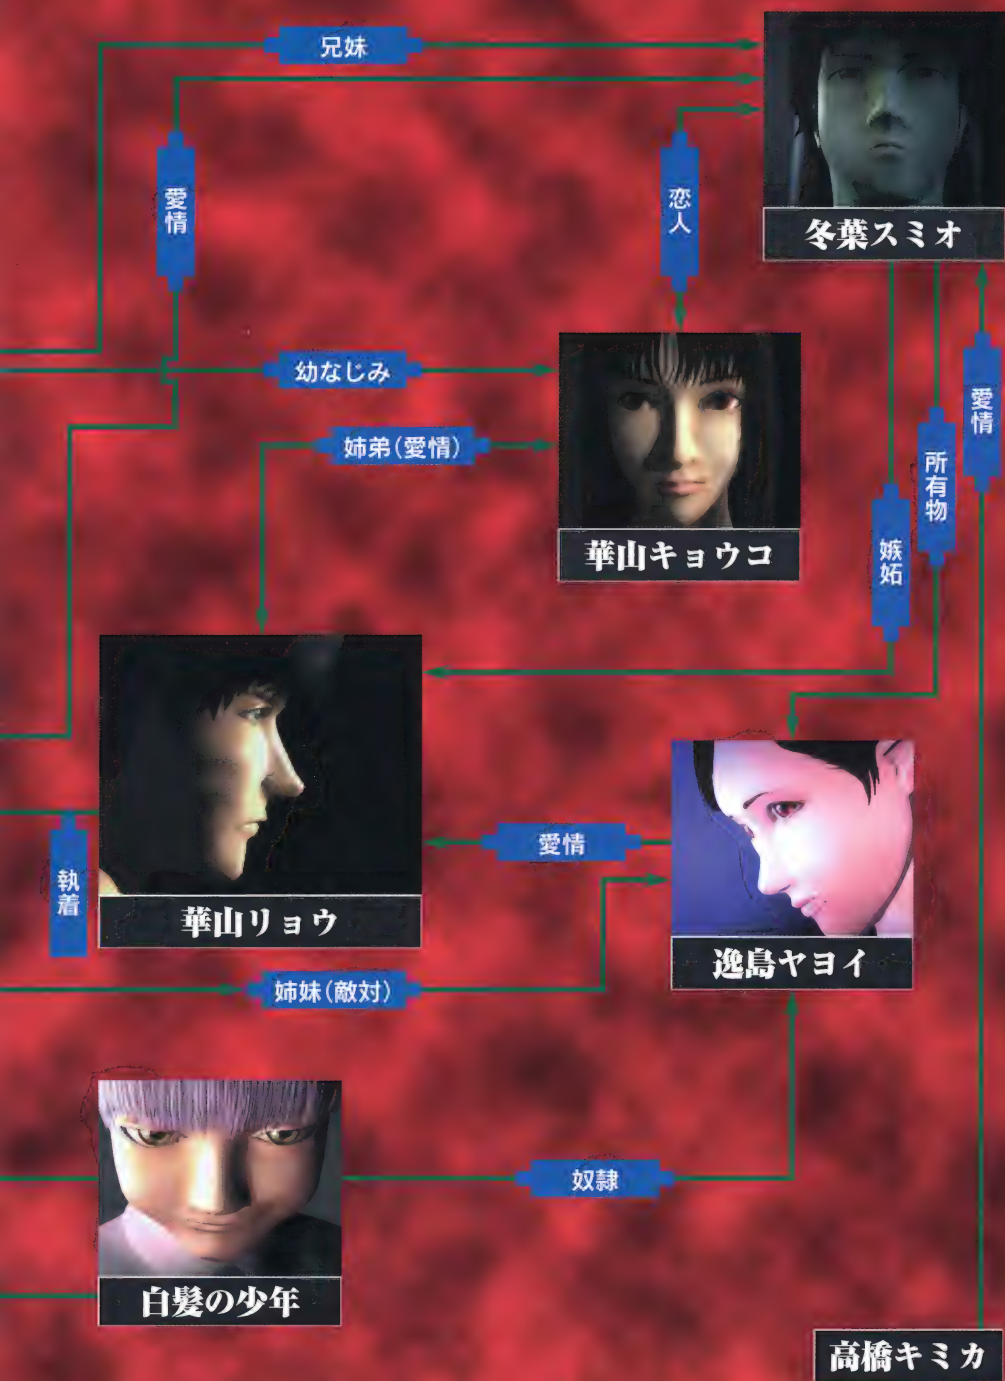 兄妹
愛情
恋人
冬葉スミオ
幼なじみ
愛情
姉弟(愛情)
所有物
嫉妬
華山キョウコ
愛情
執着
華山リョウ
逸島ヤヨイ
姉妹(敵対)
奴隷
白髪の少年
高橋キミカ